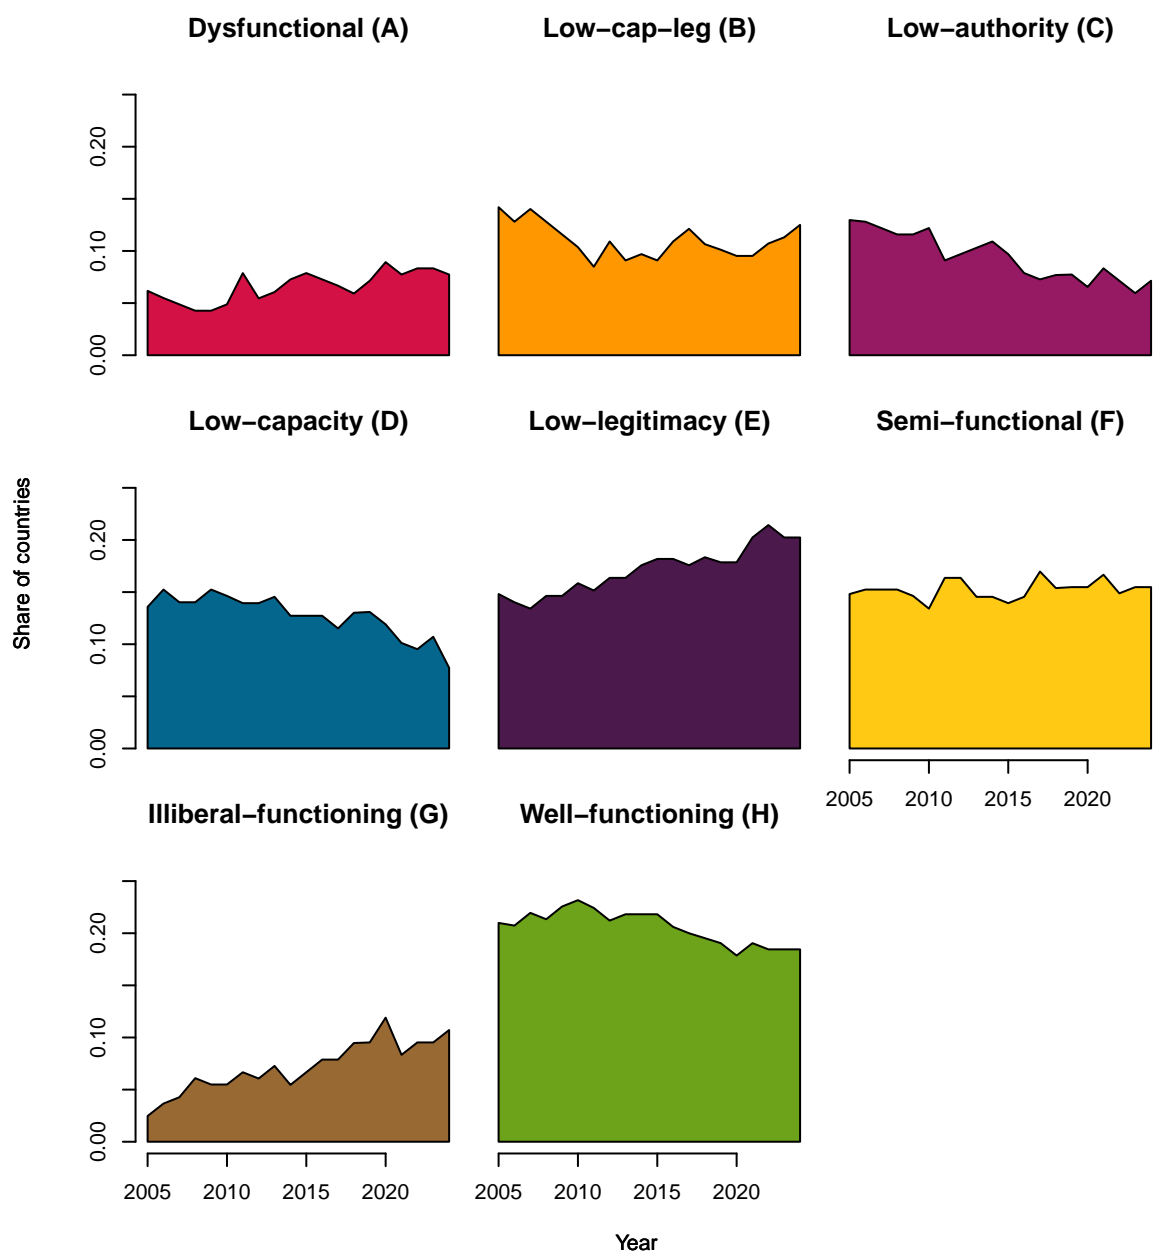 Dysfunctional (A)
Low−cap−leg (B)
Low−authority (C)
0.20
0.10
0.00
Low−capacity (D)
Low−legitimacy (E)
Semi−functional (F)
Share of countries
0.20
0.10
0.00
2005 2010 2015 2020
Illiberal−functioning (G)
Well−functioning (H)
0.20
0.10
0.00
2005 2010 2015 2020
2005 2010 2015 2020
Year